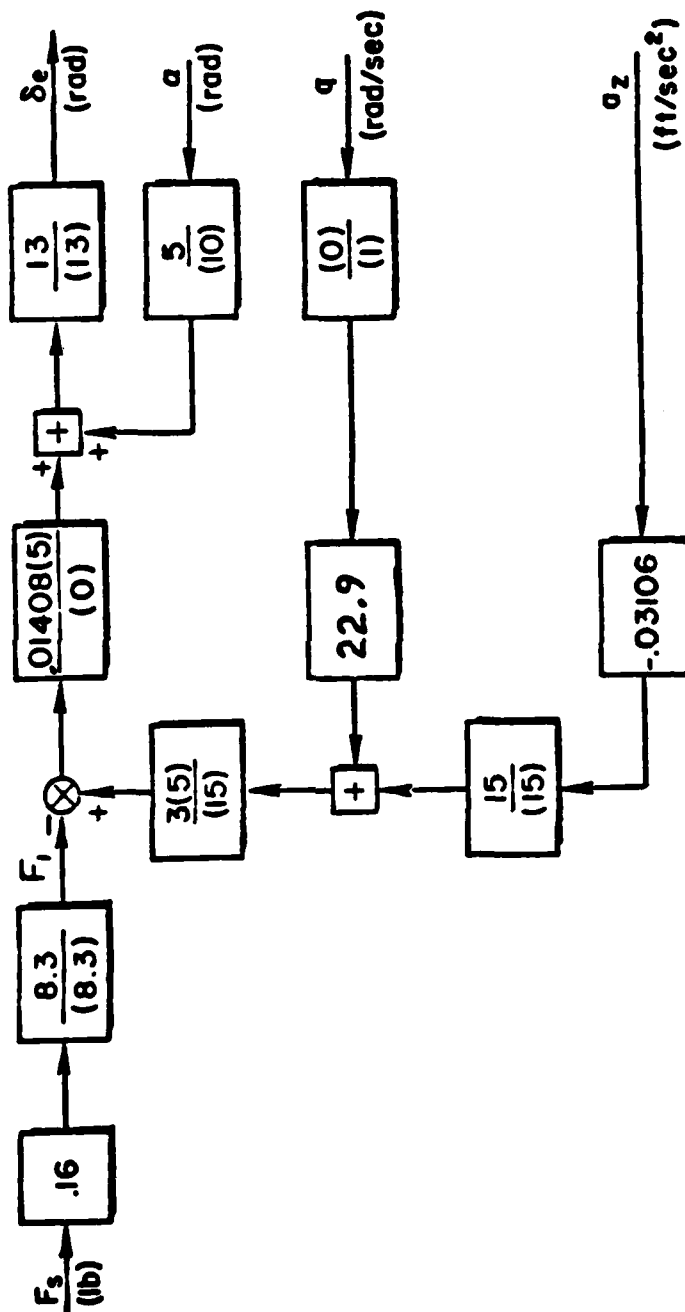 Fs
(lb)
.16
8.3
(8.3)
F1
-
+
.01408(5)
(0)
+
+
+
13
(13)
δe
(rad)
5
(10)
α
(rad)
3(5)
(15)
+
22.9
(0)
(1)
q
(rad/sec)
15
(15)
-.03106
az
(ft/sec²)